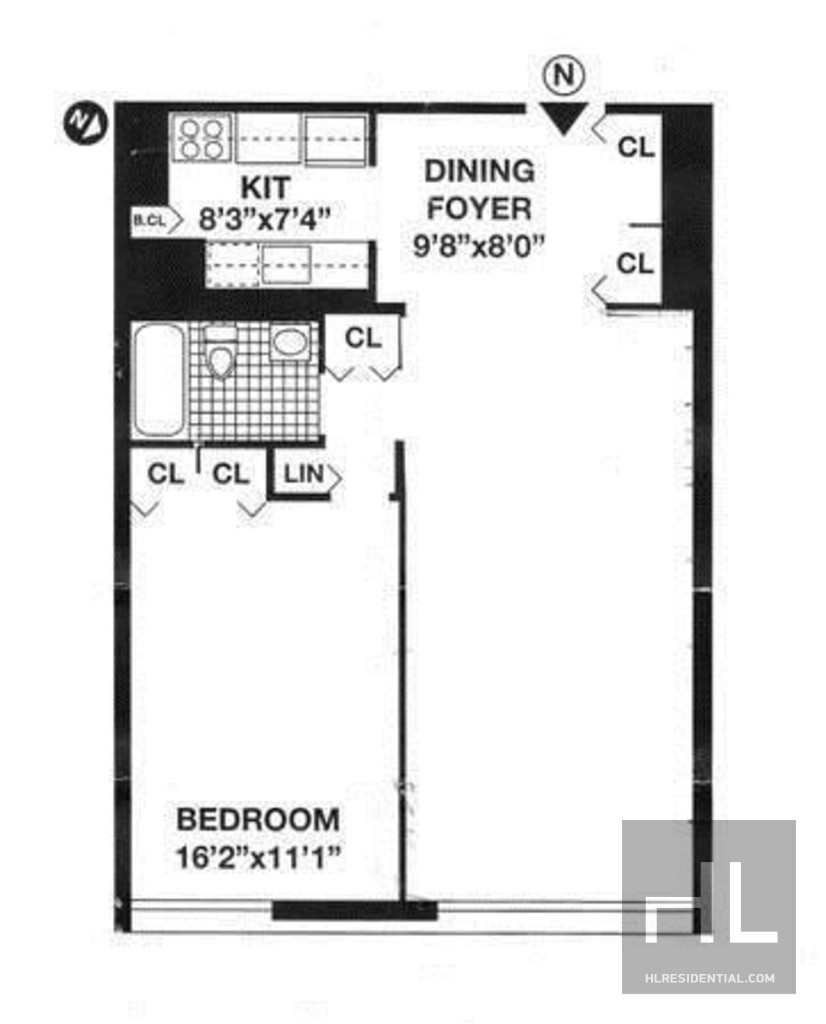 N
N
CL
DINING
FOYER
9'8"x8'0"
KIT
8'3"x7'4"
B.CL
CL
CL
CL
CL
LIN
BEDROOM
16'2"x11'1"
HL
HLRESIDENTIAL.COM